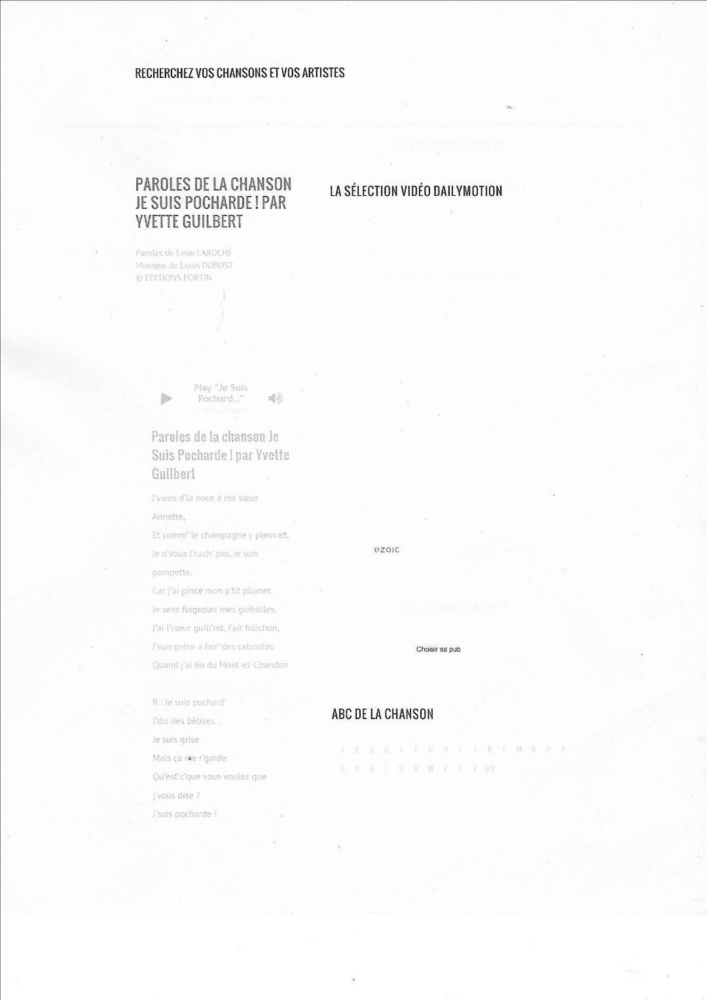 RECHERCHEZ VOS CHANSONS ET VOS ARTISTES
PAROLES DE LA CHANSON
JE SUIS POCHARDE ! PAR
YVETTE GUILBERT
Paroles de Léon LAROCHE
Musique de Louis DUBOST
© EDITIONS FORTIN
Play "Je Suis
Pochard..."
Paroles de la chanson Je
Suis Pocharde ! par Yvette
Guilbert
J'viens d'la noce à ma sœur
Annette,
Et comm' le champagne y pleuvait,
Je n'vous l'cach' pas, je suis
pompette,
Car j'ai pincé mon p'tit plumet.
Je sens flageoler mes guibolles,
J'ai l'cœur guill'ret, l'air folichon,
J'suis prête à fair' des cabrioles
Quand j'ai bu du Moët-et-Chandon
R : Je suis pochard'
J'dis des bêtises...
Je suis grise
Mais ça me r'garde
Qu'est'c'que vous voulez que
j'vous dise ?
J'suis pocharde !
LA SÉLECTION VIDÉO DAILYMOTION
ezoic
Choisir sa pub
ABC DE LA CHANSON
A B C D E F G H I J K L M N O P
Q R S T U V W X Y Z 09